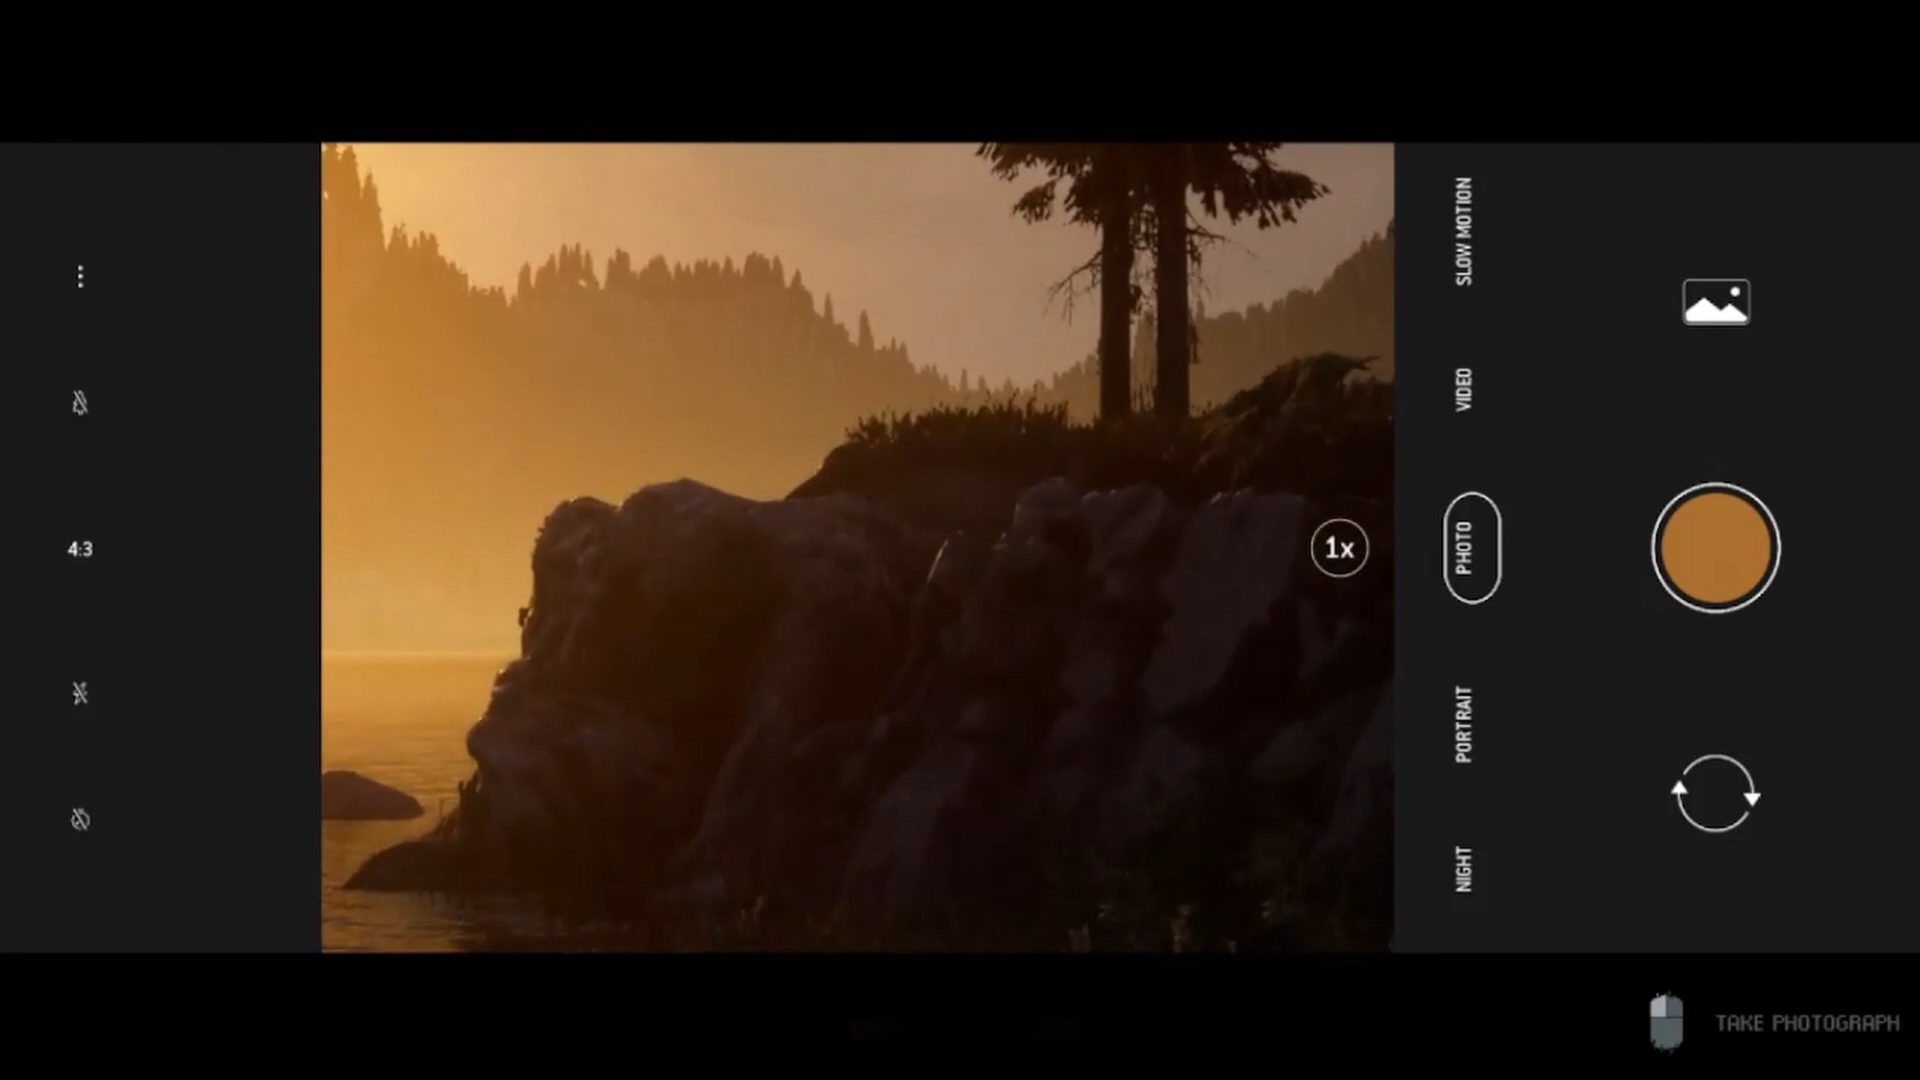 4:3
1x
SLOW MOTION
VIDEO
PHOTO
PORTRAIT
NIGHT
TAKE PHOTOGRAPH